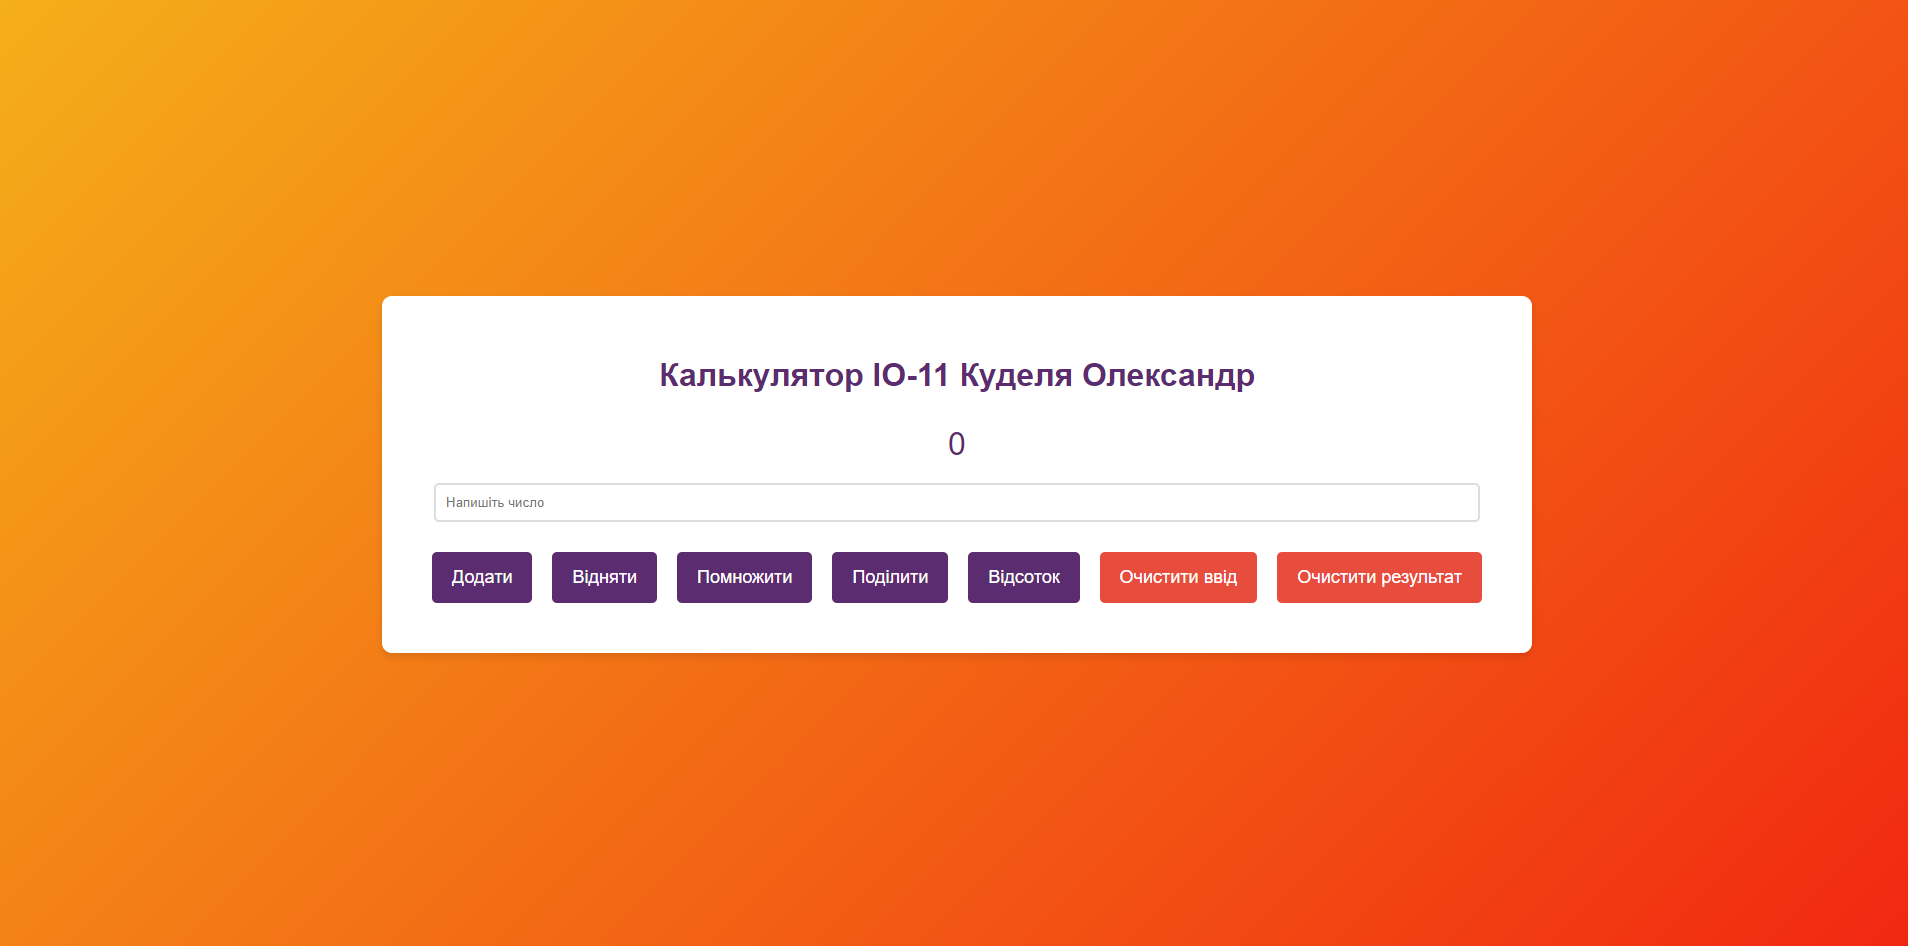 Калькулятор ІО-11 Куделя Олександр
0
Напишіть число
Додати Відняти Помножити Поділити Відсоток Очистити ввід Очистити результат